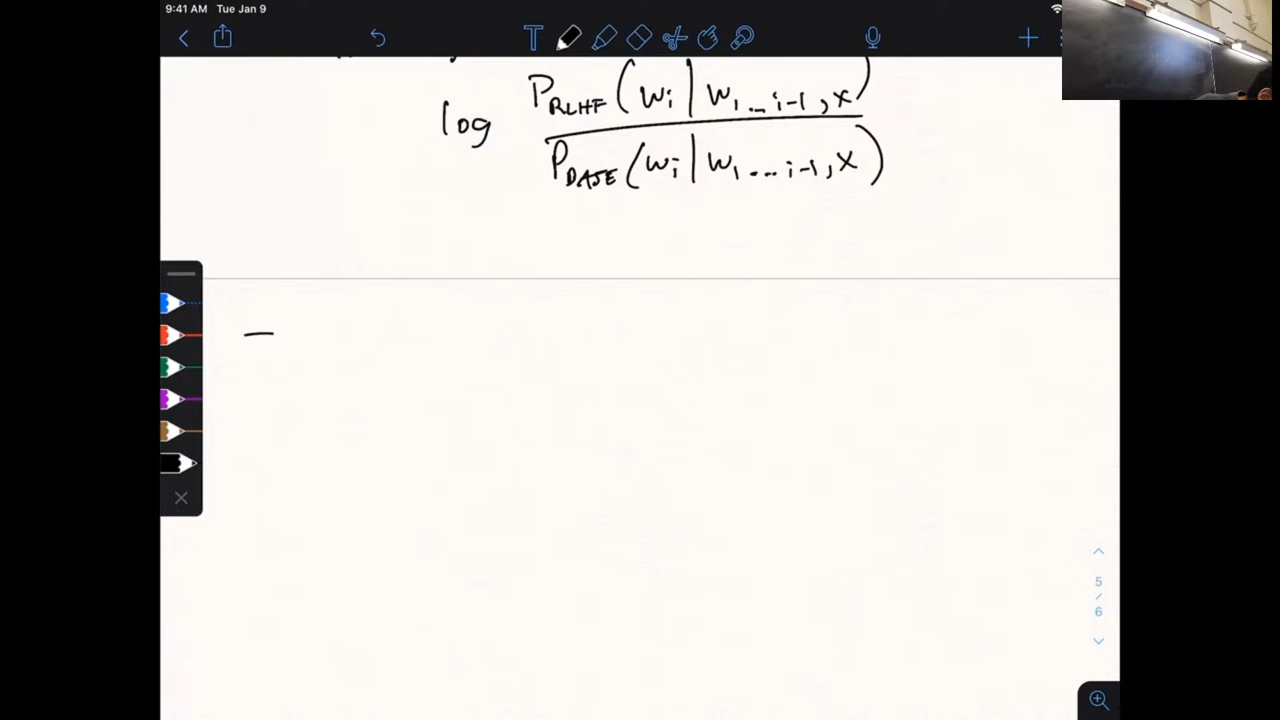 9:41 AM Tue Jan 9
log P_RLHF (w_i | w_1...i-1, x)
P_BASE (w_i | w_1...i-1, x)
—
5
/
6